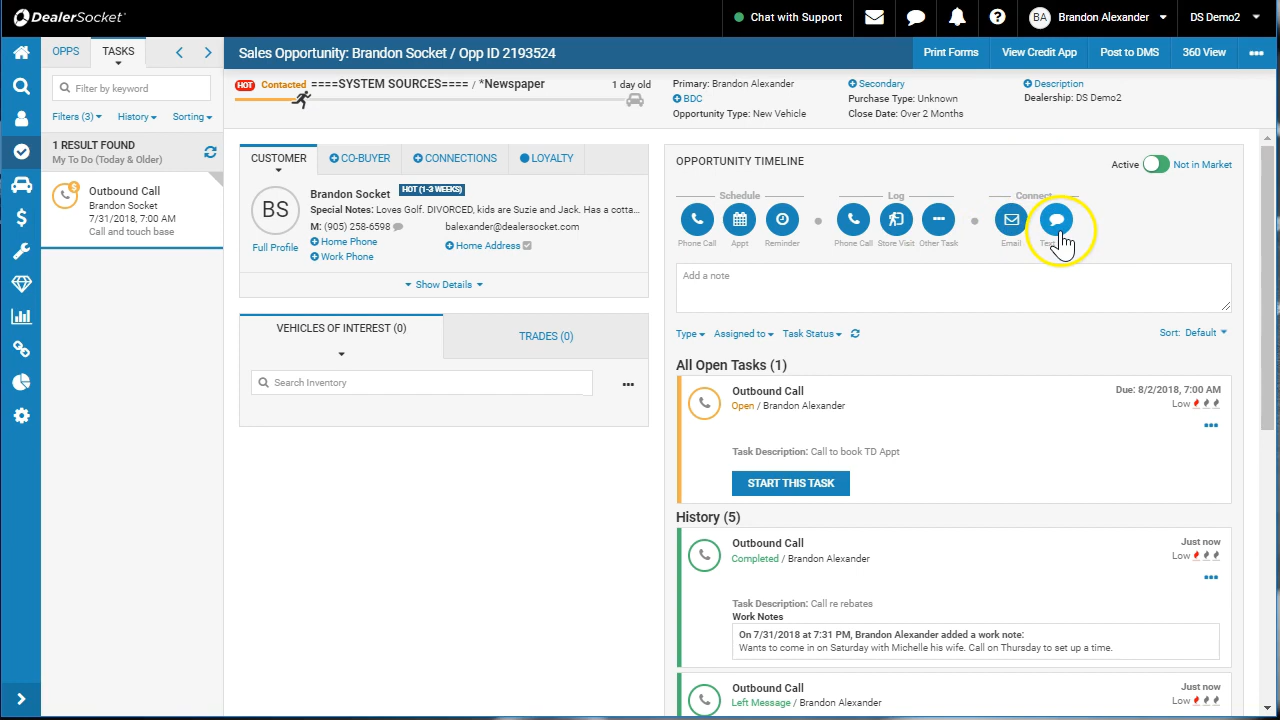 DealerSocket
Chat with Support
BA
Brandon Alexander
DS Demo2
OPPS
TASKS
Sales Opportunity: Brandon Socket / Opp ID 2193524
Print Forms
View Credit App
Post to DMS
360 View
Filter by keyword
Filters (3)
History
Sorting
1 RESULT FOUND
My To Do (Today & Older)
Outbound Call
Brandon Socket
7/31/2018, 7:00 AM
Call and touch base
HOT Contacted ====SYSTEM SOURCES==== / *Newspaper
1 day old
Primary: Brandon Alexander
BDC
Opportunity Type: New Vehicle
Secondary
Purchase Type: Unknown
Close Date: Over 2 Months
Description
Dealership: DS Demo2
CUSTOMER
CO-BUYER
CONNECTIONS
LOYALTY
BS
Full Profile
Brandon Socket HOT (1-3 WEEKS)
Special Notes: Loves Golf. DIVORCED, kids are Suzie and Jack. Has a cotta...
M: (905) 258-6598
balexander@dealersocket.com
Home Phone
Home Address
Work Phone
Show Details
VEHICLES OF INTEREST (0)
TRADES (0)
Search Inventory
OPPORTUNITY TIMELINE
Active
Not in Market
Schedule
Log
Connect
Phone Call
Appt
Reminder
Phone Call
Store Visit
Other Task
Email
Add a note
Type
Assigned to
Task Status
Sort: Default
All Open Tasks (1)
Outbound Call
Open / Brandon Alexander
Due: 8/2/2018, 7:00 AM
Low
Task Description: Call to book TD Appt
START THIS TASK
History (5)
Outbound Call
Completed / Brandon Alexander
Just now
Low
Task Description: Call re rebates
Work Notes
On 7/31/2018 at 7:31 PM, Brandon Alexander added a work note:
Wants to come in on Saturday with Michelle his wife. Call on Thursday to set up a time.
Outbound Call
Left Message / Brandon Alexander
Just now
Low